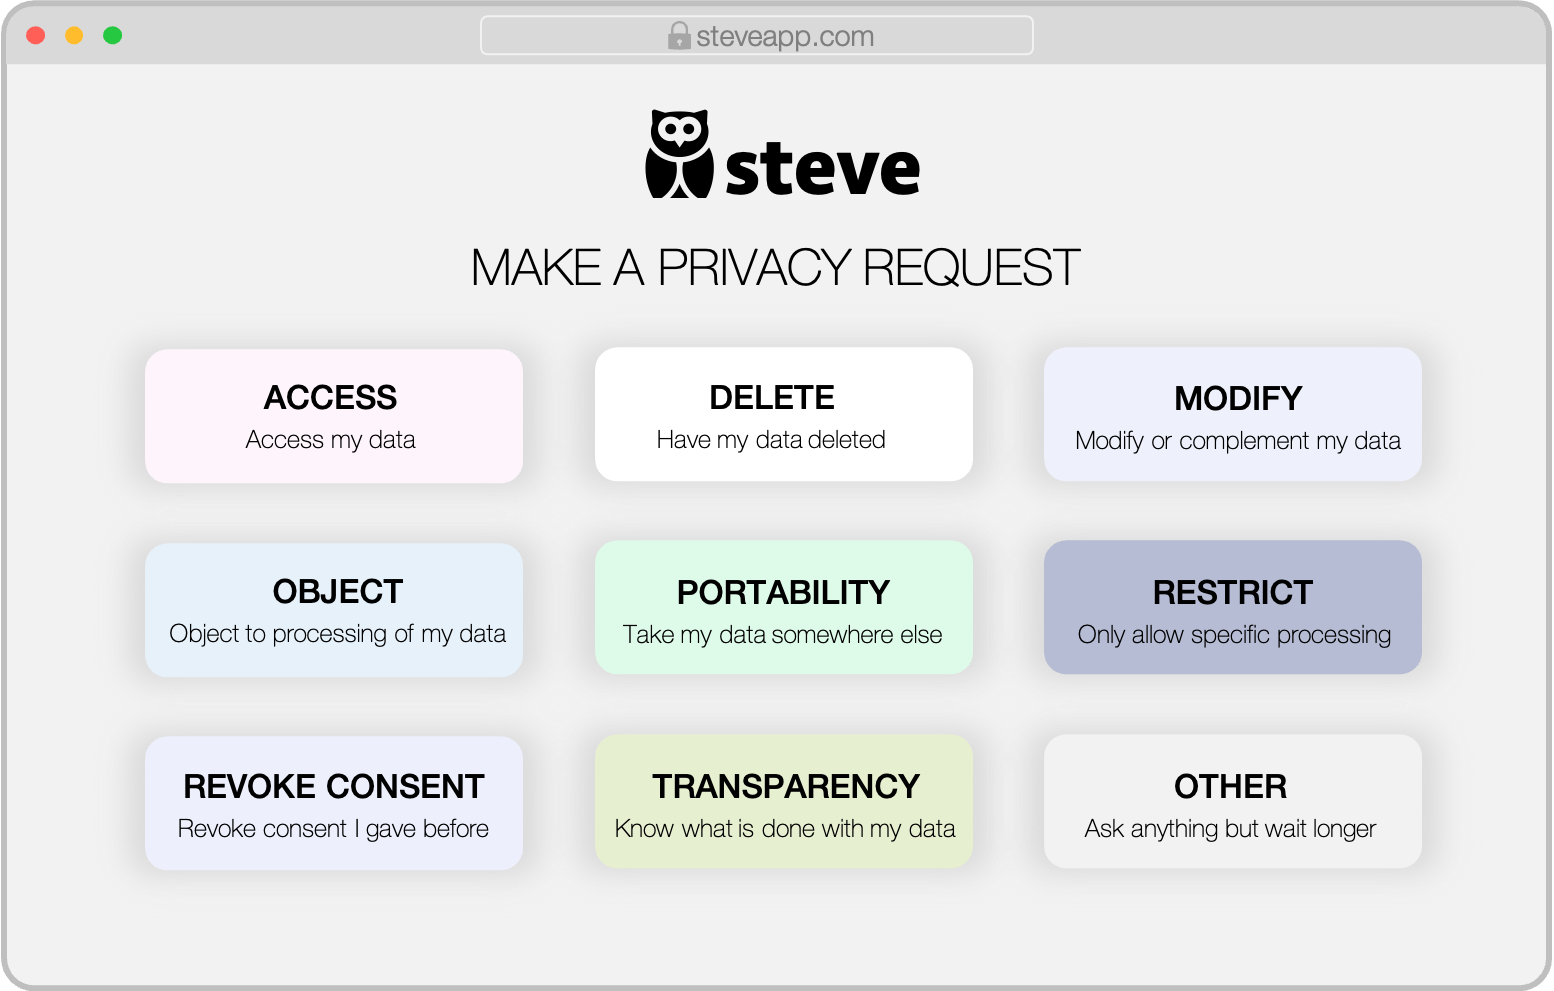 steveapp.com
steve
MAKE A PRIVACY REQUEST
ACCESS
Access my data
DELETE
Have my data deleted
MODIFY
Modify or complement my data
OBJECT
Object to processing of my data
PORTABILITY
Take my data somewhere else
RESTRICT
Only allow specific processing
REVOKE CONSENT
Revoke consent I gave before
TRANSPARENCY
Know what is done with my data
OTHER
Ask anything but wait longer